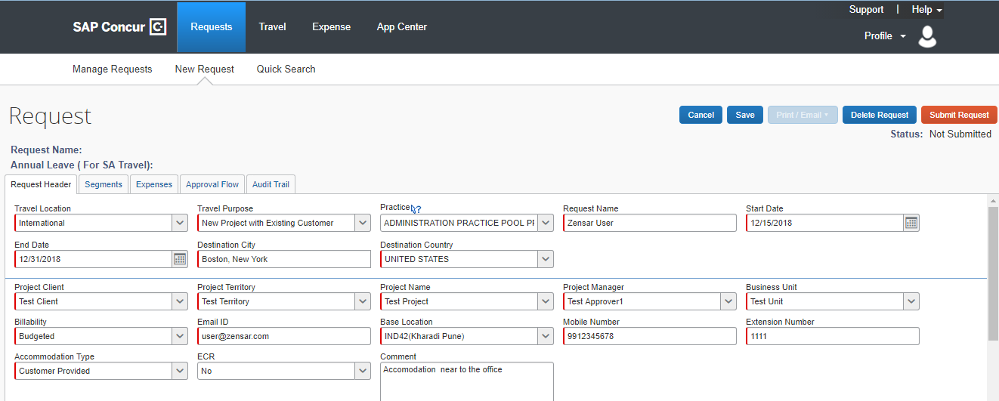 Support | Help
SAP Concur C Requests Travel Expense App Center
Profile
Manage Requests New Request Quick Search
Request
Cancel Save Print / Email Delete Request Submit Request
Status: Not Submitted
Request Name:
Annual Leave ( For SA Travel):
Request Header Segments Expenses Approval Flow Audit Trail
Travel Location Travel Purpose Practice ? Request Name Start Date
International New Project with Existing Customer ADMINISTRATION PRACTICE POOL Zensar User 12/15/2018
End Date Destination City Destination Country
12/31/2018 Boston, New York UNITED STATES
Project Client Project Territory Project Name Project Manager Business Unit
Test Client Test Territory Test Project Test Approver1 Test Unit
Billability Email ID Base Location Mobile Number Extension Number
Budgeted user@zensar.com IND42(Kharadi Pune) 9912345678 1111
Accommodation Type ECR Comment
Customer Provided No Accomodation near to the office